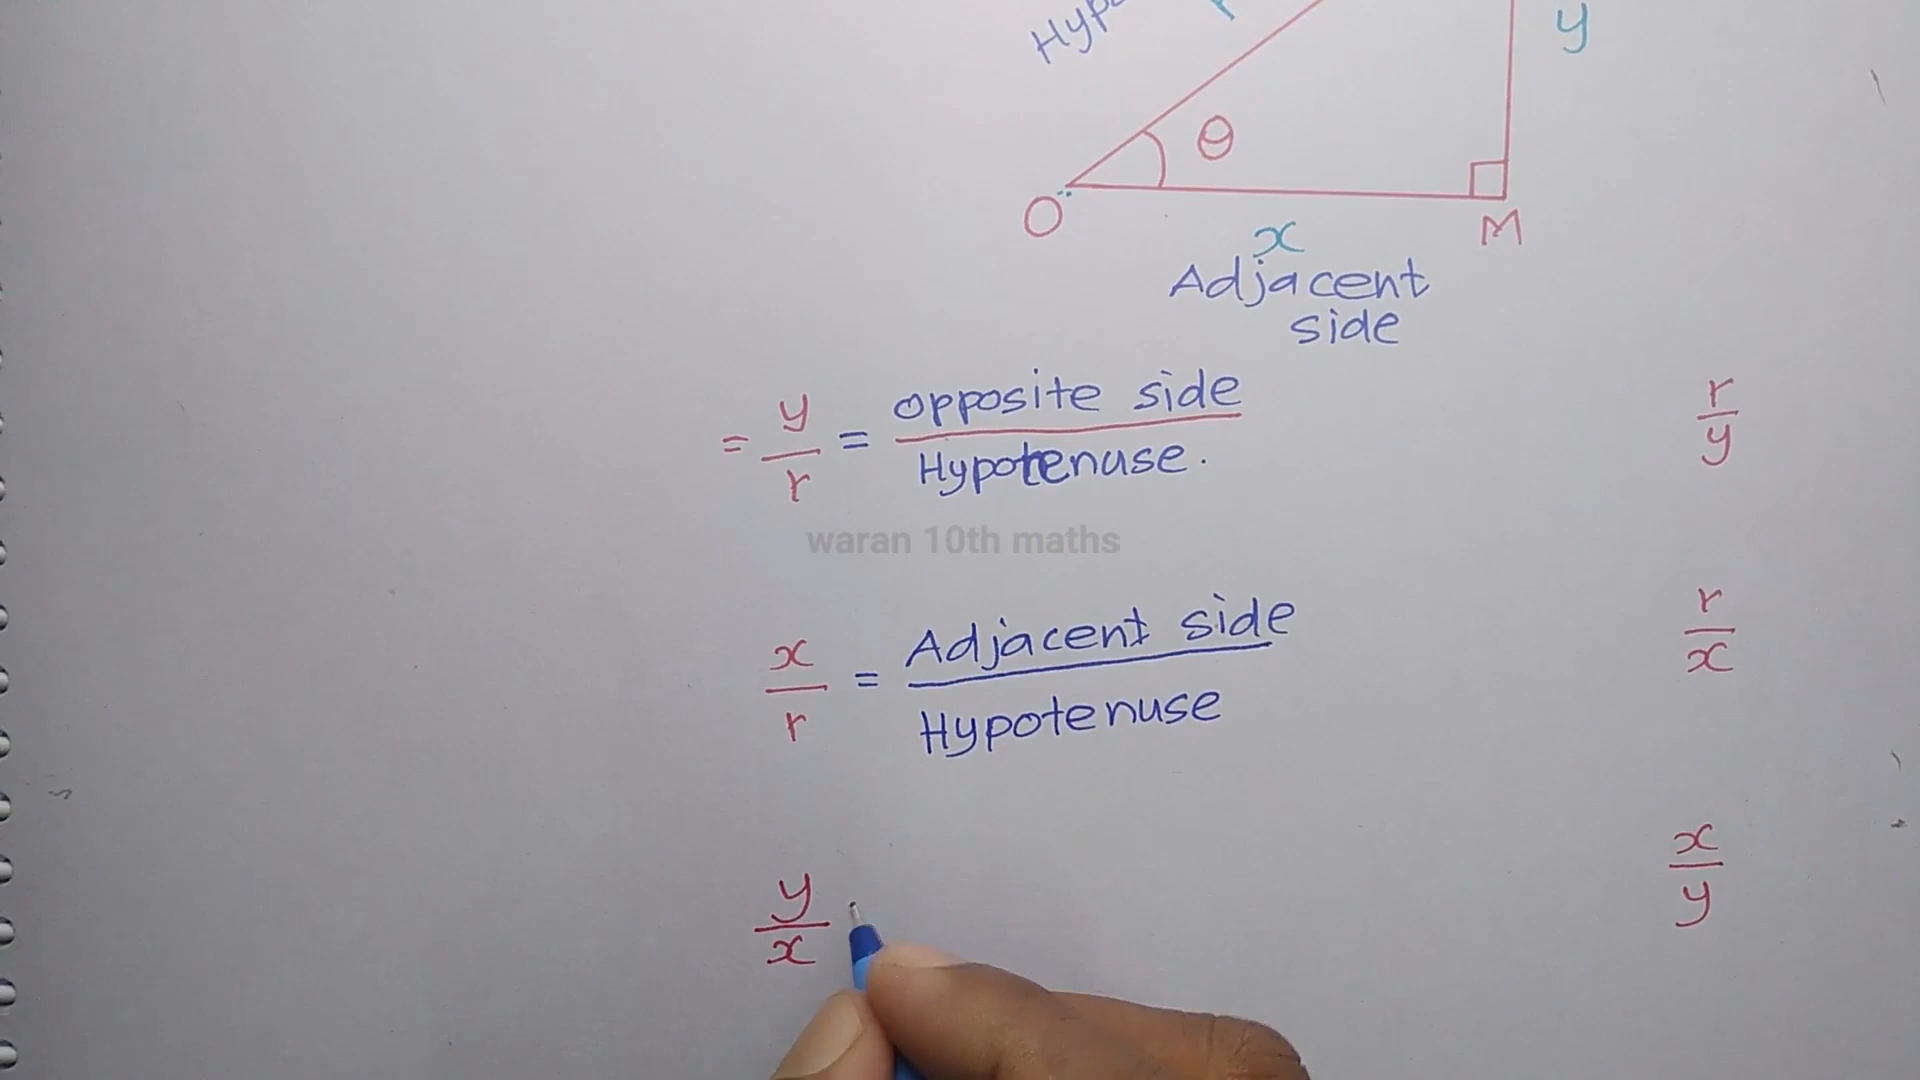 Hyp
r
y
θ
O
M
x
Adjacent
side
= y/r = opposite side / Hypotenuse.
r/y
waran 10th maths
x/r = Adjacent side / Hypotenuse
r/x
y/x
x/y